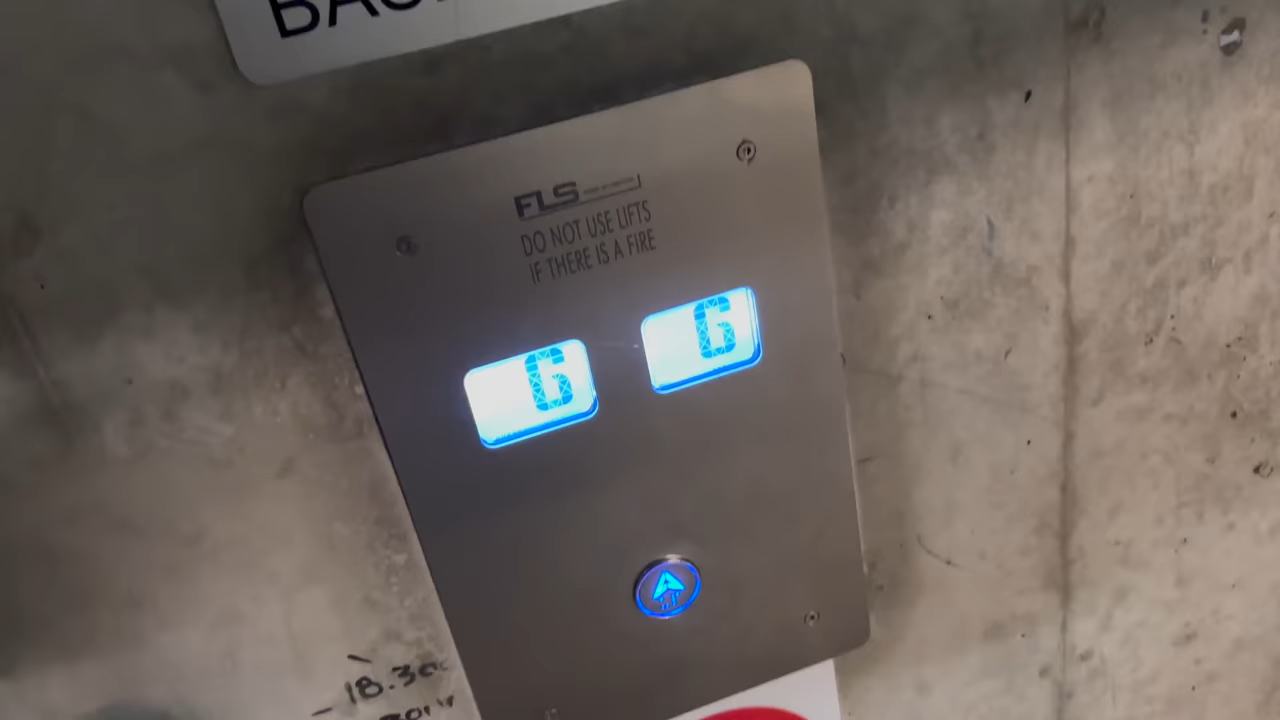 FLS
DO NOT USE LIFTS
IF THERE IS A FIRE
G G
18.30